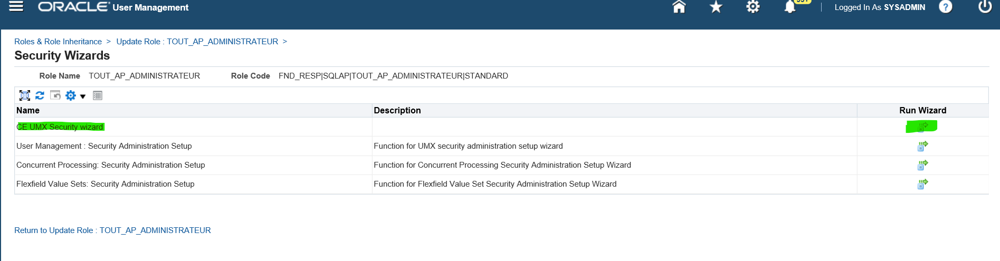 ORACLE User Management
Logged In As SYSADMIN ?
Roles & Role Inheritance > Update Role : TOUT_AP_ADMINISTRATEUR >
Security Wizards
Role Name TOUT_AP_ADMINISTRATEUR Role Code FND_RESP|SQLAP|TOUT_AP_ADMINISTRATEUR|STANDARD
Name Description Run Wizard
CE UMX Security wizard
User Management : Security Administration Setup Function for UMX security administration setup wizard
Concurrent Processing: Security Administration Setup Function for Concurrent Processing Security Administration Setup Wizard
Flexfield Value Sets: Security Administration Setup Function for Flexfield Value Set Security Administration Setup Wizard
Return to Update Role : TOUT_AP_ADMINISTRATEUR